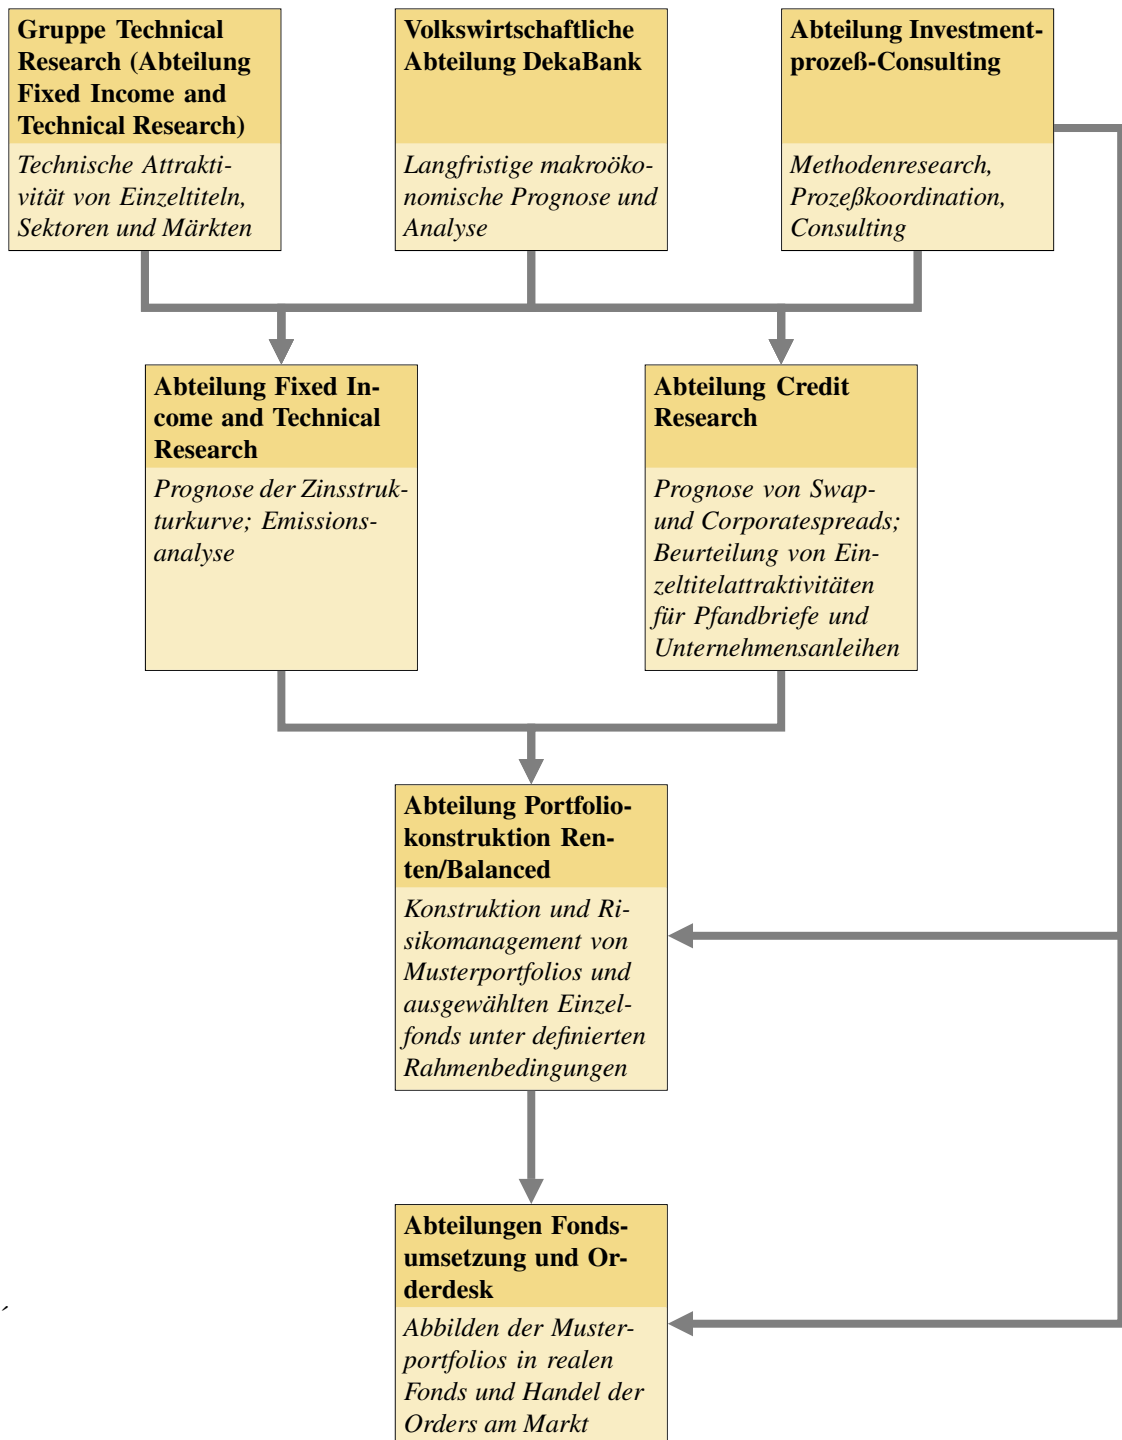 Gruppe Technical
Research (Abteilung
Fixed Income and
Technical Research)
Technische Attrakti-
vität von Einzeltiteln,
Sektoren und Märkten
Volkswirtschaftliche
Abteilung DekaBank
Langfristige makroöko-
nomische Prognose und
Analyse
Abteilung Investment-
prozeß-Consulting
Methodenresearch,
Prozeßkoordination,
Consulting
Abteilung Fixed In-
come and Technical
Research
Prognose der Zinsstruk-
turkurve; Emissions-
analyse
Abteilung Credit
Research
Prognose von Swap-
und Corporatespreads;
Beurteilung von Ein-
zeltitelattraktivitäten
für Pfandbriefe und
Unternehmensanleihen
Abteilung Portfolio-
konstruktion Ren-
ten/Balanced
Konstruktion und Ri-
sikomanagement von
Musterportfolios und
ausgewählten Einzel-
fonds unter definierten
Rahmenbedingungen
Abteilungen Fonds-
umsetzung und Or-
derdesk
Abbilden der Muster-
portfolios in realen
Fonds und Handel der
Orders am Markt
´